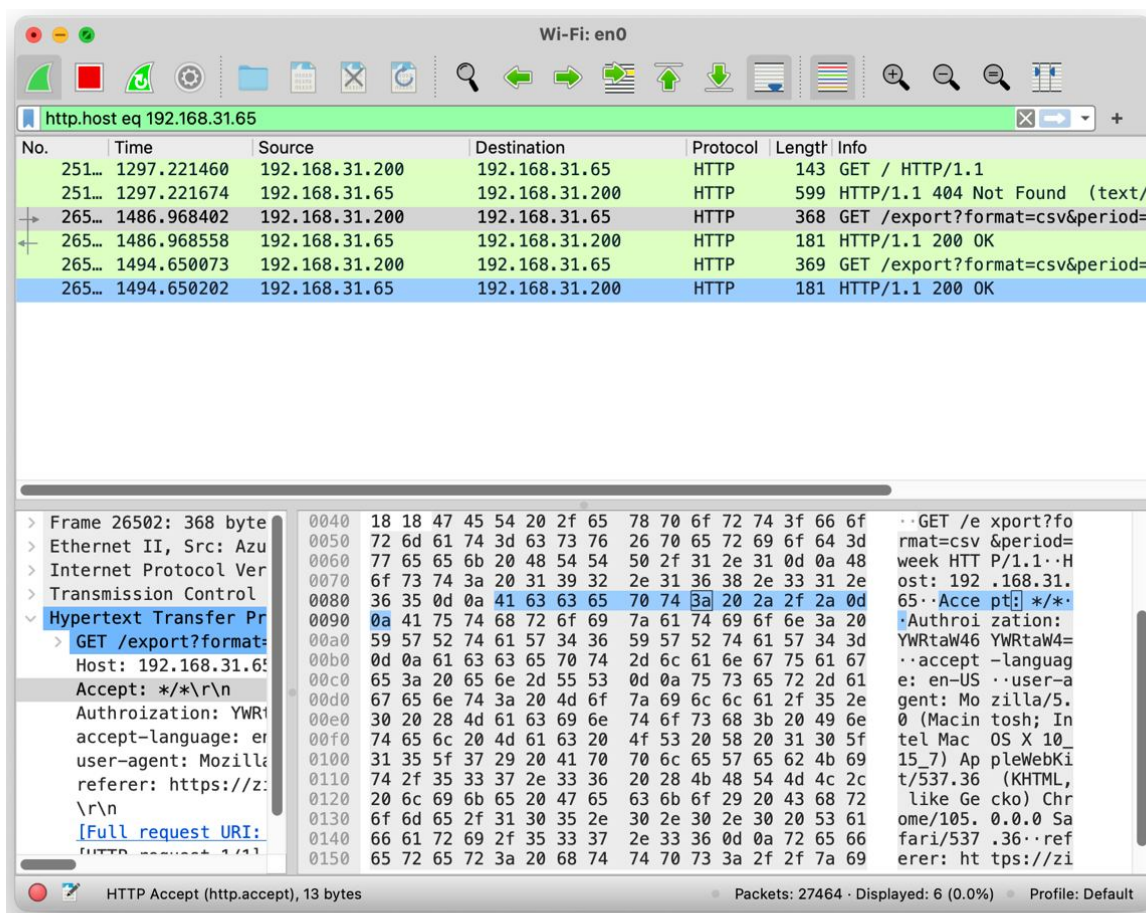 Wi-Fi: en0
http.host eq 192.168.31.65
No. Time Source Destination Protocol Length Info
251… 1297.221460 192.168.31.200 192.168.31.65 HTTP 143 GET / HTTP/1.1
251… 1297.221674 192.168.31.65 192.168.31.200 HTTP 599 HTTP/1.1 404 Not Found (text/
265… 1486.968402 192.168.31.200 192.168.31.65 HTTP 368 GET /export?format=csv&period=
265… 1486.968558 192.168.31.65 192.168.31.200 HTTP 181 HTTP/1.1 200 OK
265… 1494.650073 192.168.31.200 192.168.31.65 HTTP 369 GET /export?format=csv&period=
265… 1494.650202 192.168.31.65 192.168.31.200 HTTP 181 HTTP/1.1 200 OK
> Frame 26502: 368 byte
> Ethernet II, Src: Azu
> Internet Protocol Ver
> Transmission Control
Hypertext Transfer Pr
> GET /export?format=
Host: 192.168.31.65
Accept: */*\r\n
Authroization: YWRt
accept-language: en
user-agent: Mozilla
referer: https://zi
\r\n
[Full request URI:
[HTTP request 1/1]
0040 18 18 47 45 54 20 2f 65 78 70 6f 72 74 3f 66 6f ··GET /e xport?fo
0050 72 6d 61 74 3d 63 73 76 26 70 65 72 69 6f 64 3d rmat=csv &period=
0060 77 65 65 6b 20 48 54 54 50 2f 31 2e 31 0d 0a 48 week HTT P/1.1··H
0070 6f 73 74 3a 20 31 39 32 2e 31 36 38 2e 33 31 2e ost: 192 .168.31.
0080 36 35 0d 0a 41 63 63 65 70 74 3a 20 2a 2f 2a 0d 65··Acce pt: */*·
0090 0a 41 75 74 68 72 6f 69 7a 61 74 69 6f 6e 3a 20 ·Authroi zation: 
00a0 59 57 52 74 61 57 34 36 59 57 52 74 61 57 34 3d YWRtaW46 YWRtaW4=
00b0 0d 0a 61 63 63 65 70 74 2d 6c 61 6e 67 75 61 67 ··accept -languag
00c0 65 3a 20 65 6e 2d 55 53 0d 0a 75 73 65 72 2d 61 e: en-US ··user-a
00d0 67 65 6e 74 3a 20 4d 6f 7a 69 6c 6c 61 2f 35 2e gent: Mo zilla/5.
00e0 30 20 28 4d 61 63 69 6e 74 6f 73 68 3b 20 49 6e 0 (Macin tosh; In
00f0 74 65 6c 20 4d 61 63 20 4f 53 20 58 20 31 30 5f tel Mac OS X 10_
0100 31 35 5f 37 29 20 41 70 70 6c 65 57 65 62 4b 69 15_7) Ap pleWebKi
0110 74 2f 35 33 37 2e 33 36 20 28 4b 48 54 4d 4c 2c t/537.36 (KHTML,
0120 20 6c 69 6b 65 20 47 65 63 6b 6f 29 20 43 68 72 like Ge cko) Chr
0130 6f 6d 65 2f 31 30 35 2e 30 2e 30 2e 30 20 53 61 ome/105. 0.0.0 Sa
0140 66 61 72 69 2f 35 33 37 2e 33 36 0d 0a 72 65 66 fari/537 .36··ref
0150 65 72 65 72 3a 20 68 74 74 70 73 3a 2f 2f 7a 69 erer: ht tps://zi
HTTP Accept (http.accept), 13 bytes
Packets: 27464 · Displayed: 6 (0.0%)
Profile: Default